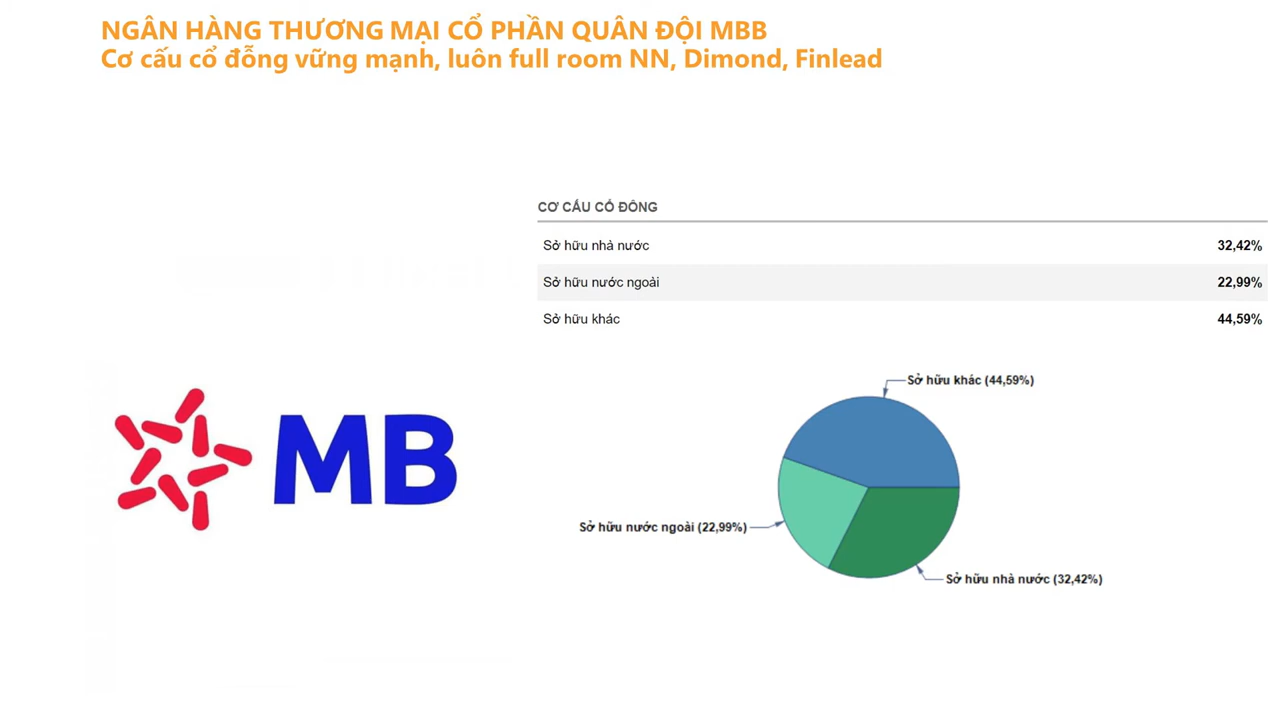 NGÂN HÀNG THƯƠNG MẠI CỔ PHẦN QUÂN ĐỘI MBB
Cơ cấu cổ đỗng vững mạnh, luôn full room NN, Dimond, Finlead
CƠ CẤU CỔ ĐÔNG
Sở hữu nhà nước 32,42%
Sở hữu nước ngoài 22,99%
Sở hữu khác 44,59%
Sở hữu khác (44,59%)
MB
Sở hữu nước ngoài (22,99%)
Sở hữu nhà nước (32,42%)